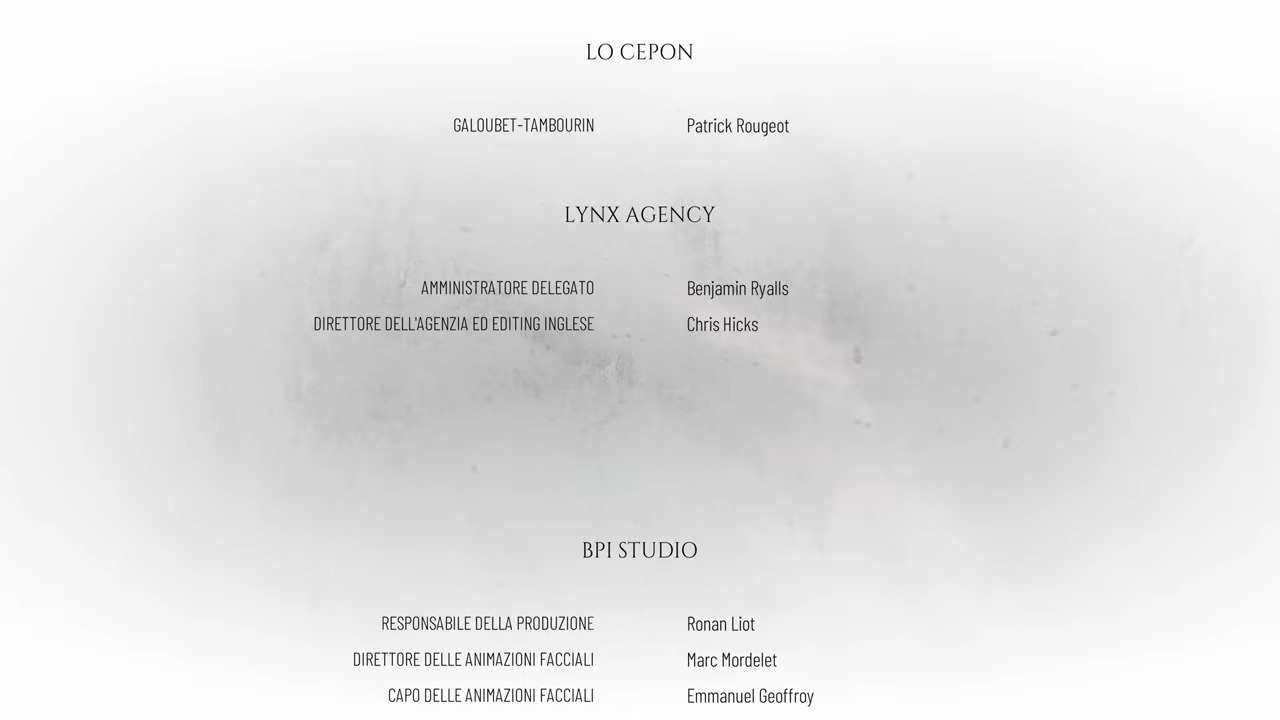 LO CEPON
GALOUBET-TAMBOURIN Patrick Rougeot
LYNX AGENCY
AMMINISTRATORE DELEGATO Benjamin Ryalls
DIRETTORE DELL'AGENZIA ED EDITING INGLESE Chris Hicks
BPI STUDIO
RESPONSABILE DELLA PRODUZIONE Ronan Liot
DIRETTORE DELLE ANIMAZIONI FACCIALI Marc Mordelet
CAPO DELLE ANIMAZIONI FACCIALI Emmanuel Geoffroy